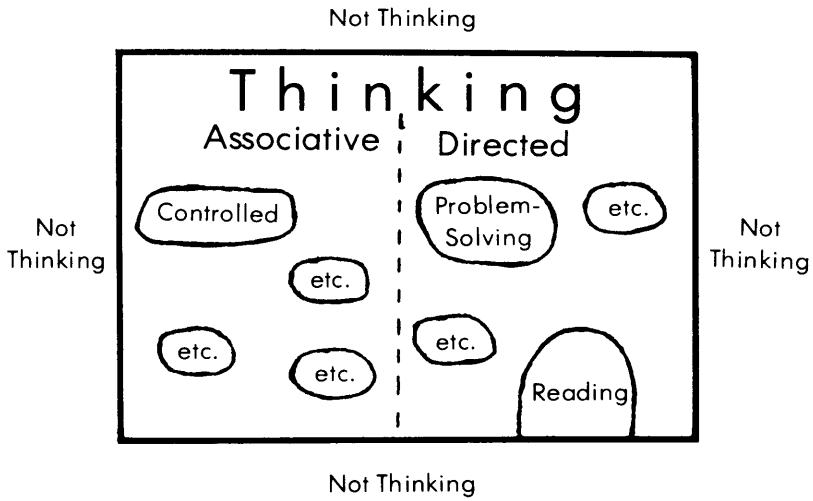 Not Thinking
Thinking
Associative
Directed
Controlled
Problem-
Solving
etc.
Not
Thinking
Not
Thinking
etc.
etc.
etc.
etc.
Reading
Not Thinking